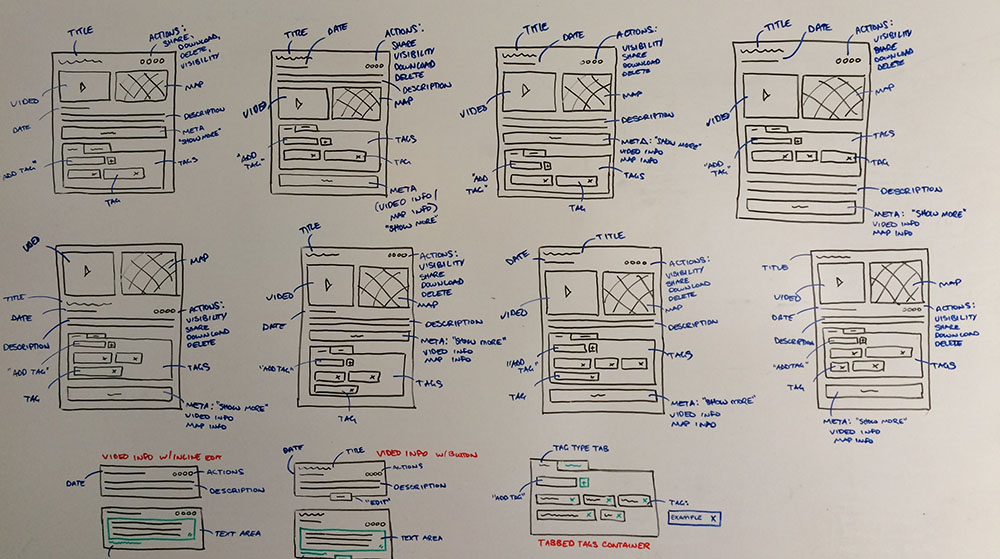 TITLE
ACTIONS:
SHARE,
DOWNLOAD,
DELETE,
VISIBILITY
VIDEO
MAP
DATE
DESCRIPTION
META
"SHOW MORE"
"ADD TAG"
TAGS
TAG
TITLE
DATE
ACTIONS:
SHARE
VISIBILITY
DOWNLOAD
DELETE
DESCRIPTION
VIDEO
MAP
"ADD
TAG"
TAGS
TAG
META
(VIDEO INFO/
MAP INFO)
"SHOW MORE"
TITLE
DATE
ACTIONS:
VISIBILITY
SHARE
DOWNLOAD
DELETE
VIDEO
MAP
DESCRIPTION
META: "SHOW MORE"
VIDEO INFO
MAP INFO
"ADD
TAG"
TAGS
TAG
TITLE
DATE
ACTIONS:
VISIBILITY
SHARE
DOWNLOAD
DELETE
VIDEO
MAP
TAGS
"ADD
TAG"
TAG
DESCRIPTION
META: "SHOW MORE"
VIDEO INFO
MAP INFO
VIDEO
MAP
TITLE
DATE
ACTIONS:
VISIBILITY
SHARE
DOWNLOAD
DELETE
DESCRIPTION
"ADD TAG"
TAGS
TAG
META: "SHOW MORE"
VIDEO INFO
MAP INFO
TITLE
ACTIONS:
VISIBILITY
SHARE
DOWNLOAD
DELETE
VIDEO
MAP
DATE
DESCRIPTION
META: "SHOW MORE"
VIDEO INFO
MAP INFO
"ADD TAG"
TAGS
TAG
TITLE
DATE
ACTIONS:
VISIBILITY
SHARE
DOWNLOAD
DELETE
VIDEO
MAP
DESCRIPTION
"ADD
TAG"
TAGS
TAG
META: "SHOW MORE"
VIDEO INFO
MAP INFO
TITLE
VIDEO
MAP
DATE
ACTIONS:
VISIBILITY
SHARE
DOWNLOAD
DELETE
DESCRIPTION
"ADD TAG"
TAGS
TAG
META: "SHOW MORE"
VIDEO INFO
MAP INFO
VIDEO INFO W/INLINE EDIT
DATE
ACTIONS
DESCRIPTION
TEXT AREA
DATE
TITLE
VIDEO INFO W/BUTTON
ACTIONS
DESCRIPTION
"EDIT"
TEXT AREA
TAG TYPE TAB
"ADD TAG"
TAG:
EXAMPLE X
TABBED TAGS CONTAINER